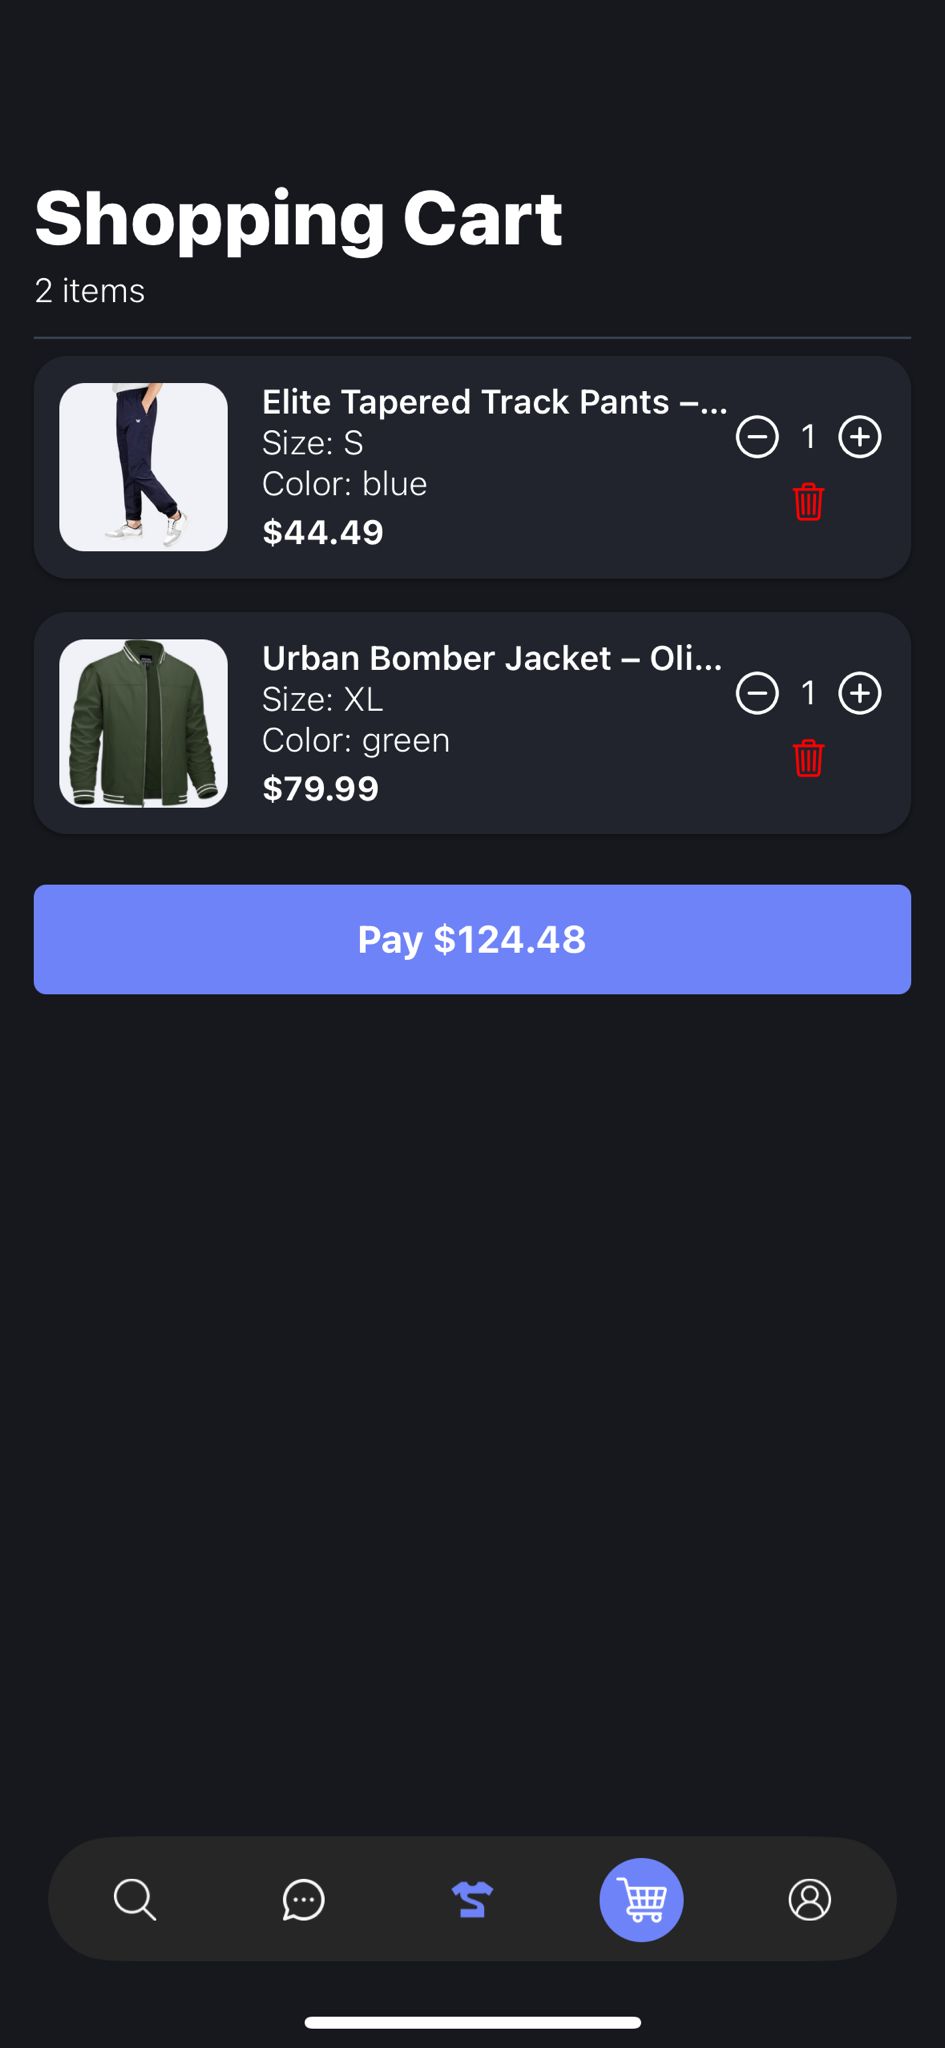 Shopping Cart
2 items
Elite Tapered Track Pants –...
Size: S
Color: blue
$44.49
1
Urban Bomber Jacket – Oli...
Size: XL
Color: green
$79.99
1
Pay $124.48